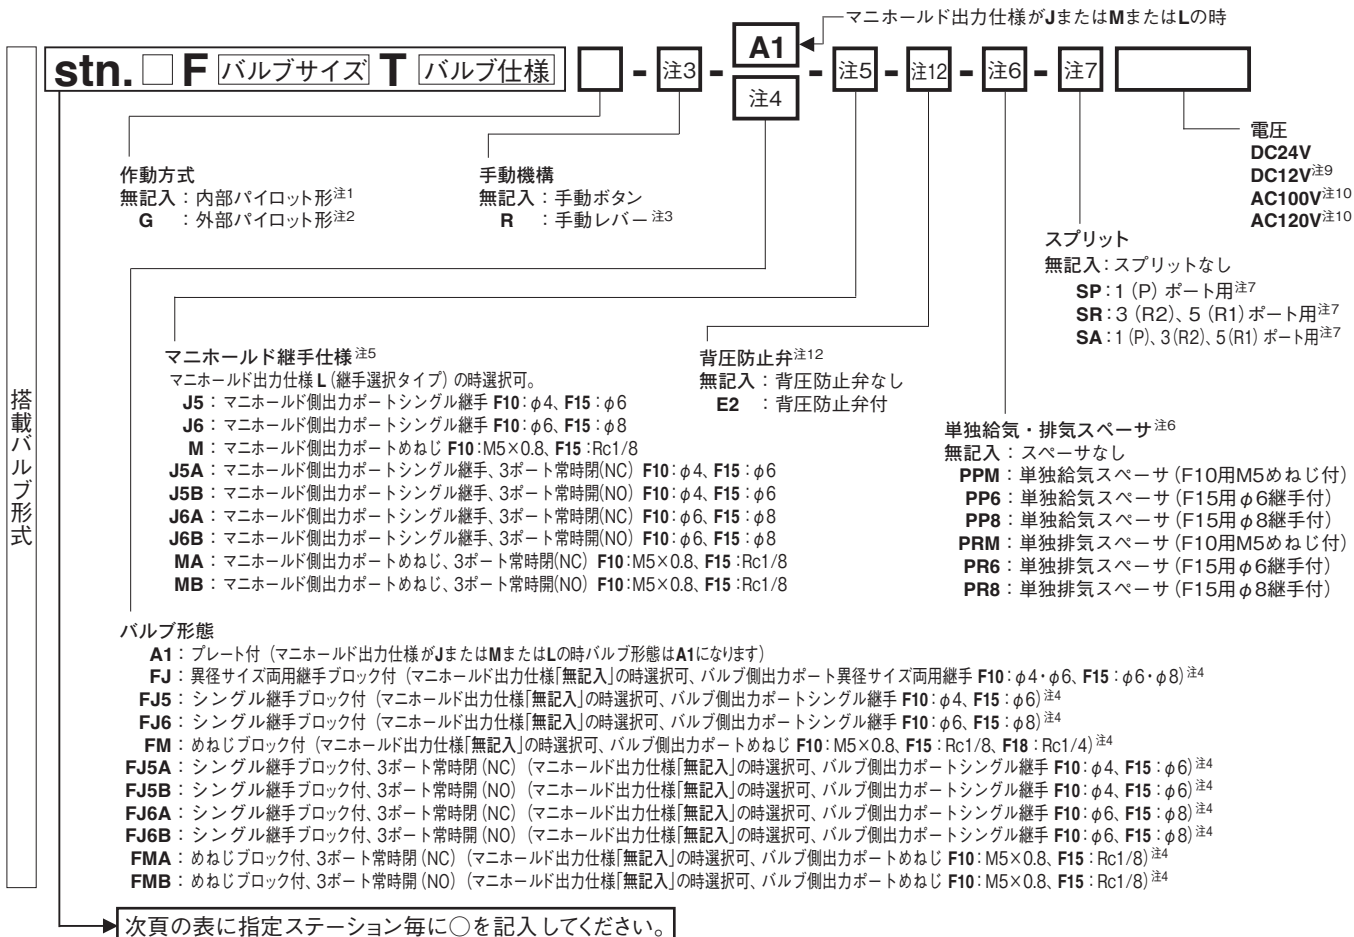 マニホールド出力仕様がJまたはMまたはLの時
搭載バルブ形式
stn. □ F バルブサイズ T バルブ仕様 □ - 注3 - A1 注4 - 注5 - 注12 - 注6 - 注7
電圧
DC24V
DC12V注9
AC100V注10
AC120V注10
作動方式
無記入：内部パイロット形注1
G ：外部パイロット形注2
手動機構
無記入：手動ボタン
R ：手動レバー注3
スプリット
無記入：スプリットなし
SP：1（P）ポート用注7
SR：3（R2）、5（R1）ポート用注7
SA：1（P）、3（R2）、5（R1）ポート用注7
マニホールド継手仕様注5
マニホールド出力仕様 L（継手選択タイプ）の時選択可。
J5：マニホールド側出力ポートシングル継手 F10：φ4、F15：φ6
J6：マニホールド側出力ポートシングル継手 F10：φ6、F15：φ8
M：マニホールド側出力ポートめねじ F10：M5×0.8、F15：Rc1/8
J5A：マニホールド側出力ポートシングル継手、3ポート常時閉(NC) F10：φ4、F15：φ6
J5B：マニホールド側出力ポートシングル継手、3ポート常時開(NO) F10：φ4、F15：φ6
J6A：マニホールド側出力ポートシングル継手、3ポート常時閉(NC) F10：φ6、F15：φ8
J6B：マニホールド側出力ポートシングル継手、3ポート常時開(NO) F10：φ6、F15：φ8
MA：マニホールド側出力ポートめねじ、3ポート常時閉(NC) F10：M5×0.8、F15：Rc1/8
MB：マニホールド側出力ポートめねじ、3ポート常時開(NO) F10：M5×0.8、F15：Rc1/8
背圧防止弁注12
無記入：背圧防止弁なし
E2 ：背圧防止弁付
単独給気・排気スペーサ注6
無記入：スペーサなし
PPM：単独給気スペーサ（F10用M5めねじ付）
PP6：単独給気スペーサ（F15用φ6継手付）
PP8：単独給気スペーサ（F15用φ8継手付）
PRM：単独排気スペーサ（F10用M5めねじ付）
PR6：単独排気スペーサ（F15用φ6継手付）
PR8：単独排気スペーサ（F15用φ8継手付）
バルブ形態
A1：プレート付（マニホールド出力仕様がJまたはMまたはLの時バルブ形態はA1になります）
FJ：異径サイズ両用継手ブロック付（マニホールド出力仕様「無記入」の時選択可、バルブ側出力ポート異径サイズ両用継手 F10：φ4・φ6、F15：φ6・φ8）注4
FJ5：シングル継手ブロック付（マニホールド出力仕様「無記入」の時選択可、バルブ側出力ポートシングル継手 F10：φ4、F15：φ6）注4
FJ6：シングル継手ブロック付（マニホールド出力仕様「無記入」の時選択可、バルブ側出力ポートシングル継手 F10：φ6、F15：φ8）注4
FM：めねじブロック付（マニホールド出力仕様「無記入」の時選択可、バルブ側出力ポートめねじ F10：M5×0.8、F15：Rc1/8、F18：Rc1/4）注4
FJ5A：シングル継手ブロック付、3ポート常時閉（NC）（マニホールド出力仕様「無記入」の時選択可、バルブ側出力ポートシングル継手 F10：φ4、F15：φ6）注4
FJ5B：シングル継手ブロック付、3ポート常時開（NO）（マニホールド出力仕様「無記入」の時選択可、バルブ側出力ポートシングル継手 F10：φ4、F15：φ6）注4
FJ6A：シングル継手ブロック付、3ポート常時閉（NC）（マニホールド出力仕様「無記入」の時選択可、バルブ側出力ポートシングル継手 F10：φ6、F15：φ8）注4
FJ6B：シングル継手ブロック付、3ポート常時開（NO）（マニホールド出力仕様「無記入」の時選択可、バルブ側出力ポートシングル継手 F10：φ6、F15：φ8）注4
FMA：めねじブロック付、3ポート常時閉（NC）（マニホールド出力仕様「無記入」の時選択可、バルブ側出力ポートめねじ F10：M5×0.8、F15：Rc1/8）注4
FMB：めねじブロック付、3ポート常時開（NO）（マニホールド出力仕様「無記入」の時選択可、バルブ側出力ポートめねじ F10：M5×0.8、F15：Rc1/8）注4
次頁の表に指定ステーション毎に○を記入してください。